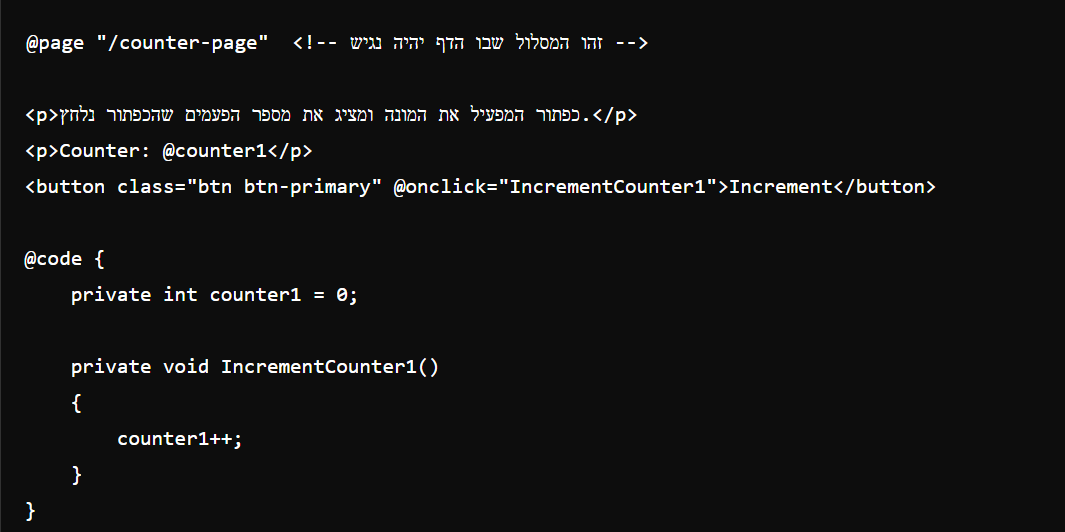 @page "/counter-page"  <!-- זהו המסלול שבו הדף יהיה נגיש -->
<p>כפתור המפעיל את המונה ומציג את מספר הפעמים שהכפתור נלחץ.</p>
<p>Counter: @counter1</p>
<button class="btn btn-primary" @onclick="IncrementCounter1">Increment</button>
@code {
    private int counter1 = 0;
    private void IncrementCounter1()
    {
        counter1++;
    }
}